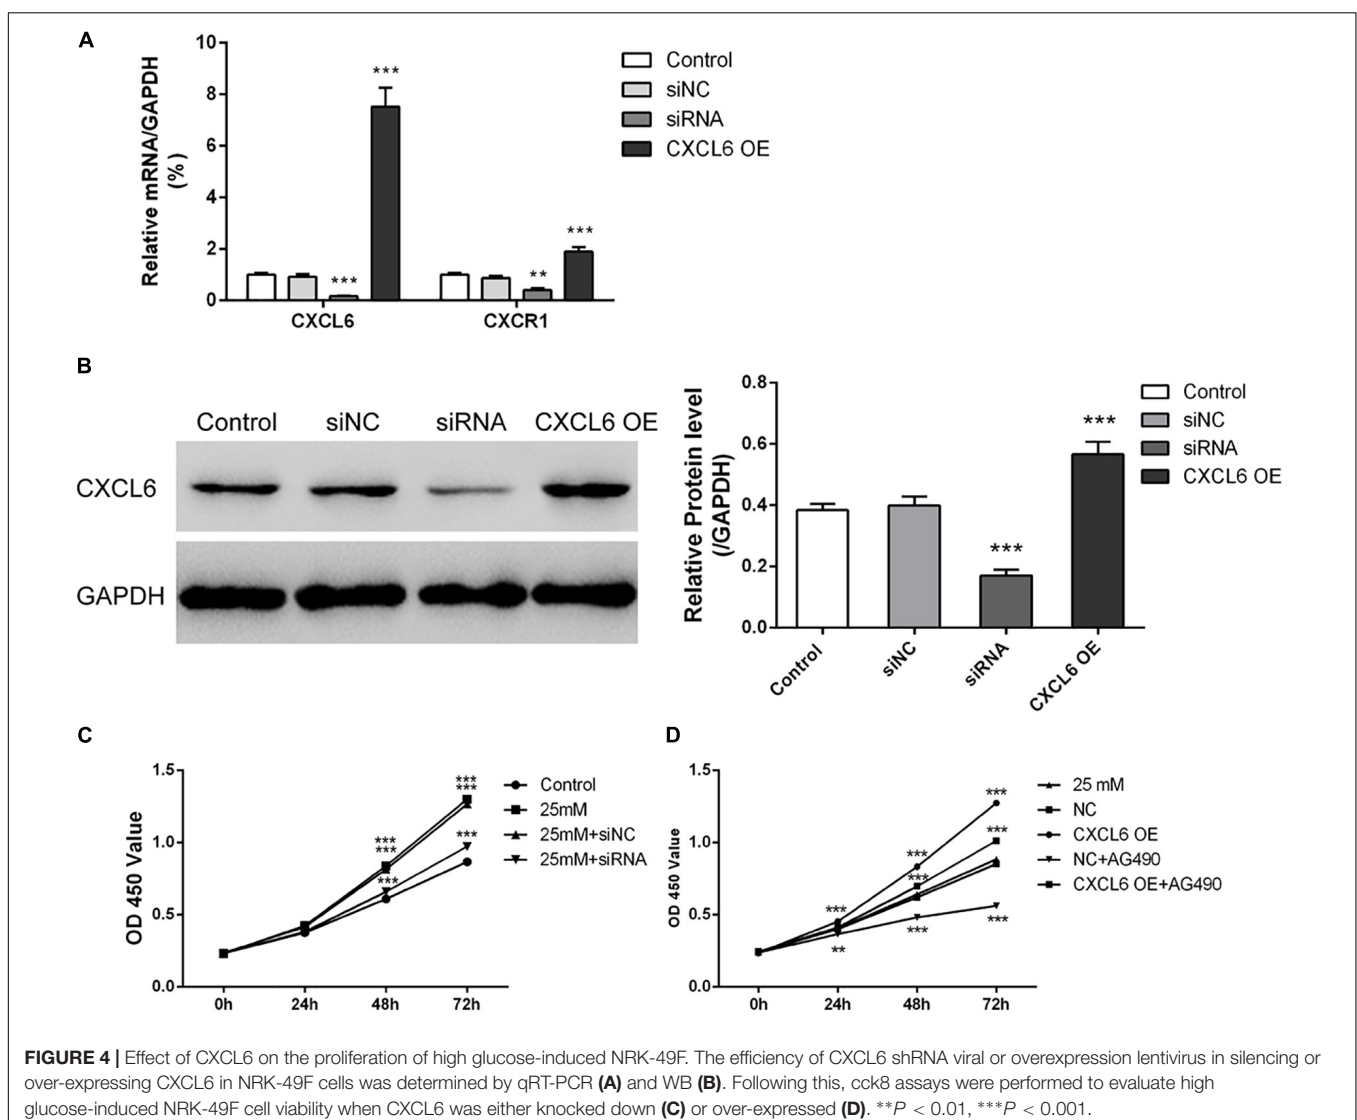 A
Relative mRNA/GAPDH
(%)
10
8
6
4
2
0
***
***
**
***
CXCL6
CXCR1
Control
siNC
siRNA
CXCL6 OE
B
Control siNC siRNA CXCL6 OE
CXCL6
GAPDH
Relative Protein level
(/GAPDH)
0.8
0.6
0.4
0.2
0.0
***
***
Control
siNC
siRNA
CXCL6 OE
Control
siNC
siRNA
CXCL6 OE
C
OD 450 Value
1.5
1.0
0.5
0.0
0h 24h 48h 72h
***
***
***
***
***
***
Control
25mM
25mM+siNC
25mM+siRNA
D
OD 450 Value
1.5
1.0
0.5
0.0
0h 24h 48h 72h
***
**
***
***
***
***
***
***
25 mM
NC
CXCL6 OE
NC+AG490
CXCL6 OE+AG490
FIGURE 4 | Effect of CXCL6 on the proliferation of high glucose-induced NRK-49F. The efficiency of CXCL6 shRNA viral or overexpression lentivirus in silencing or
over-expressing CXCL6 in NRK-49F cells was determined by qRT-PCR (A) and WB (B). Following this, cck8 assays were performed to evaluate high
glucose-induced NRK-49F cell viability when CXCL6 was either knocked down (C) or over-expressed (D). **P < 0.01, ***P < 0.001.